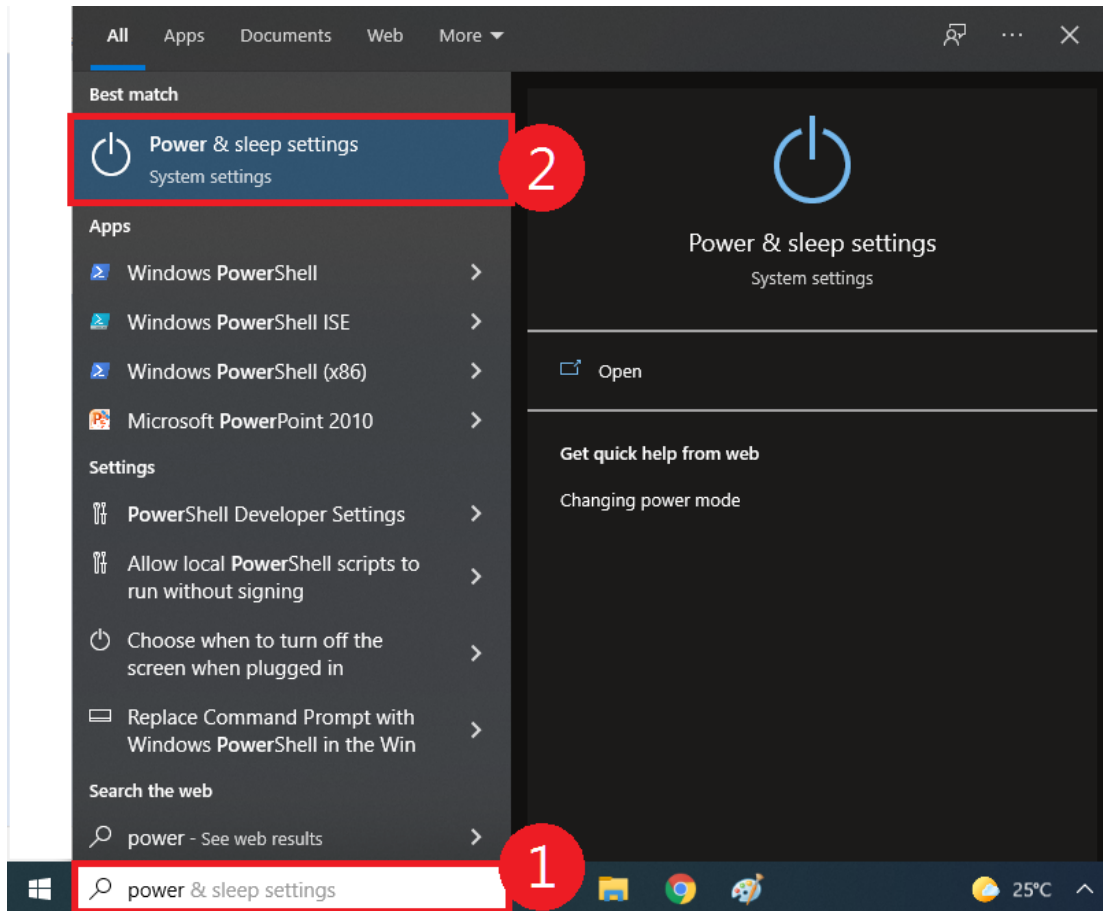 All Apps Documents Web More
Best match
Power & sleep settings
System settings
2
Apps
Windows PowerShell
Windows PowerShell ISE
Windows PowerShell (x86)
Microsoft PowerPoint 2010
Settings
PowerShell Developer Settings
Allow local PowerShell scripts to
run without signing
Choose when to turn off the
screen when plugged in
Replace Command Prompt with
Windows PowerShell in the Win
Search the web
power - See web results
Power & sleep settings
System settings
Open
Get quick help from web
Changing power mode
power & sleep settings
1
25°C